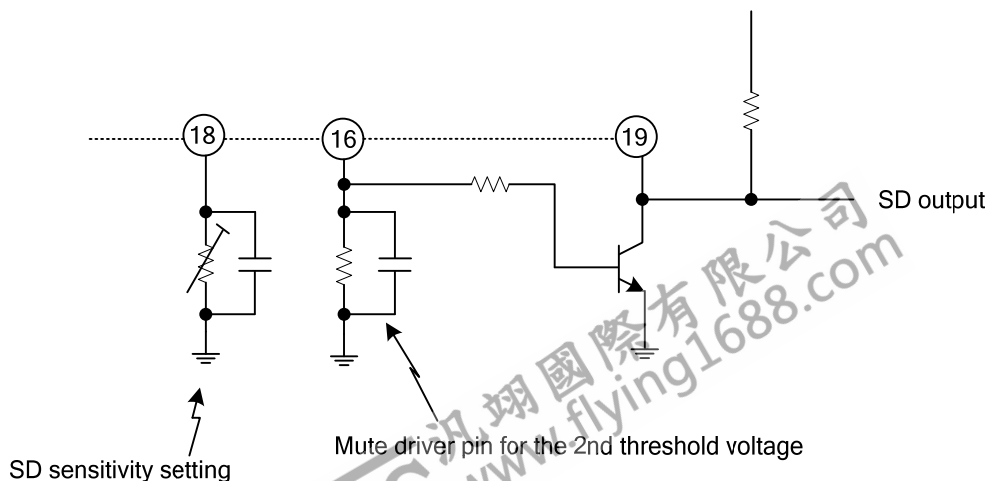 18
16
19
SD output
Mute driver pin for the 2nd threshold voltage
SD sensitivity setting
汎翊國際有限公司
www.flying1688.com